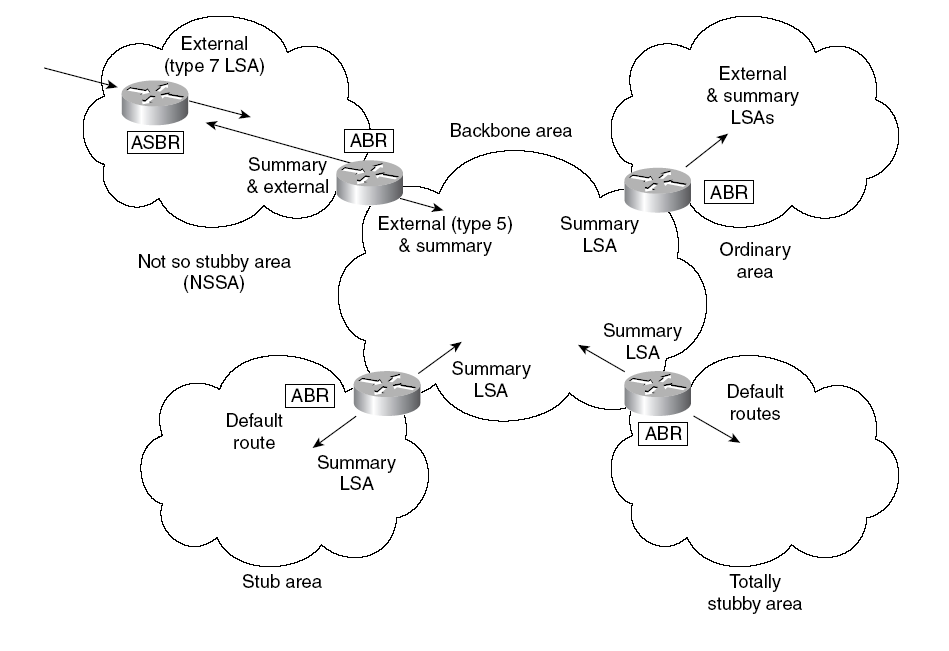 External
(type 7 LSA)
ASBR
ABR
Summary
& external
External (type 5)
& summary
Not so stubby area
(NSSA)
Backbone area
External
& summary
LSAs
ABR
Summary
LSA
Ordinary
area
Summary
LSA
ABR
Default
route
Summary
LSA
Stub area
Summary
LSA
Default
routes
ABR
Totally
stubby area